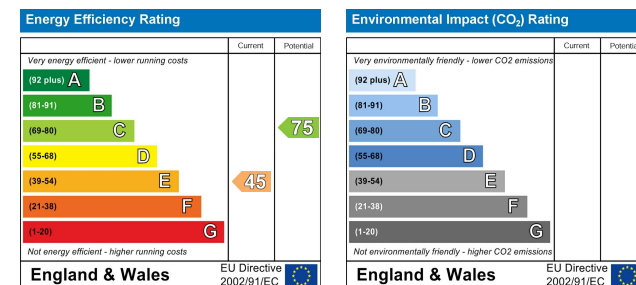 Energy Efficiency Rating
Current Potential
Very energy efficient - lower running costs
(92 plus) A
(81-91) B
(69-80) C
(55-68) D
(39-54) E
(21-38) F
(1-20) G
75
45
Not energy efficient - higher running costs
England & Wales
EU Directive
2002/91/EC
Environmental Impact (CO₂) Rating
Current Potential
Very environmentally friendly - lower CO2 emissions
(92 plus) A
(81-91) B
(69-80) C
(55-68) D
(39-54) E
(21-38) F
(1-20) G
Not environmentally friendly - higher CO2 emissions
England & Wales
EU Directive
2002/91/EC